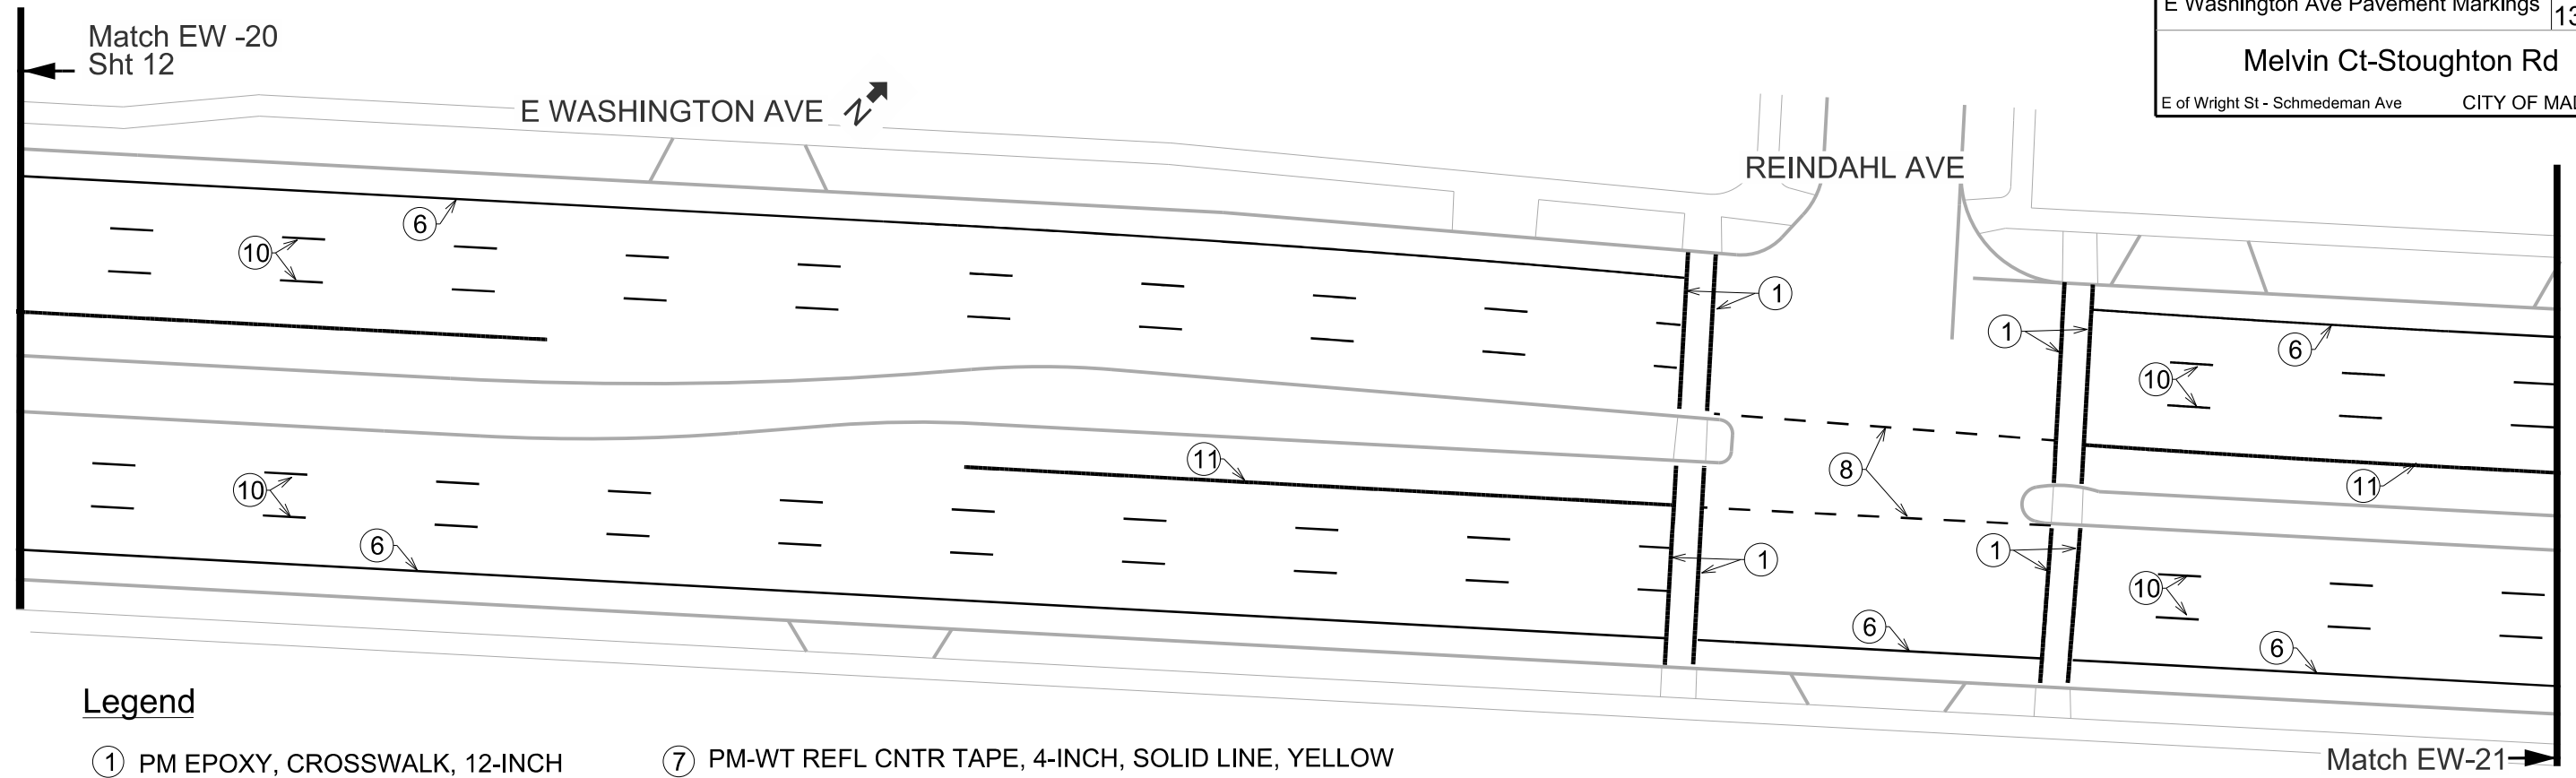 Match EW -20
Sht 12
E WASHINGTON AVE N
REINDAHL AVE
E Washington Ave Pavement Markings
Melvin Ct-Stoughton Rd
E of Wright St - Schmedeman Ave CITY OF
6
10
1
1
6
10
11
8
11
10
6
1
1
10
6
6
Legend
1 PM EPOXY, CROSSWALK, 12-INCH
7 PM-WT REFL CNTR TAPE, 4-INCH, SOLID LINE, YELLOW
Match EW-21